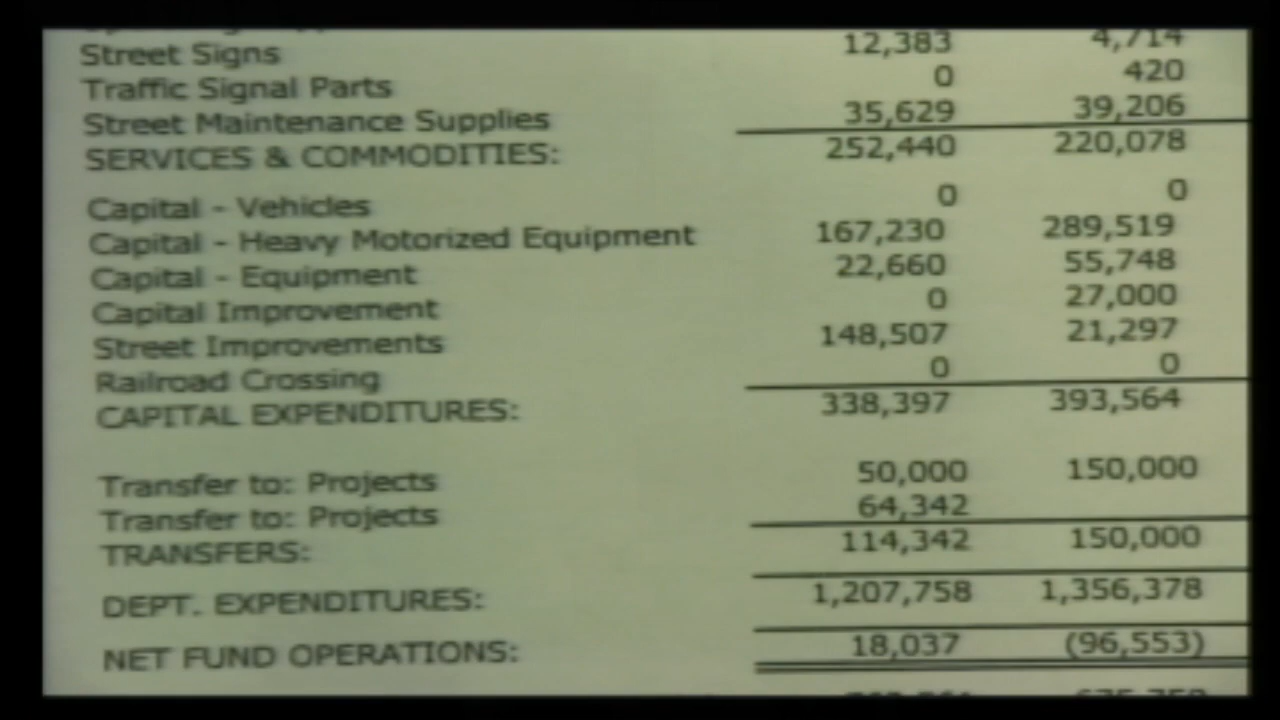 Street Signs 12,383 4,714
Traffic Signal Parts 0 420
Street Maintenance Supplies 35,629 39,206
SERVICES & COMMODITIES: 252,440 220,078
Capital - Vehicles 0 0
Capital - Heavy Motorized Equipment 167,230 289,519
Capital - Equipment 22,660 55,748
Capital Improvement 0 27,000
Street Improvements 148,507 21,297
Railroad Crossing 0 0
CAPITAL EXPENDITURES: 338,397 393,564
Transfer to: Projects 50,000 150,000
Transfer to: Projects 64,342
TRANSFERS: 114,342 150,000
DEPT. EXPENDITURES: 1,207,758 1,356,378
NET FUND OPERATIONS: 18,037 (96,553)